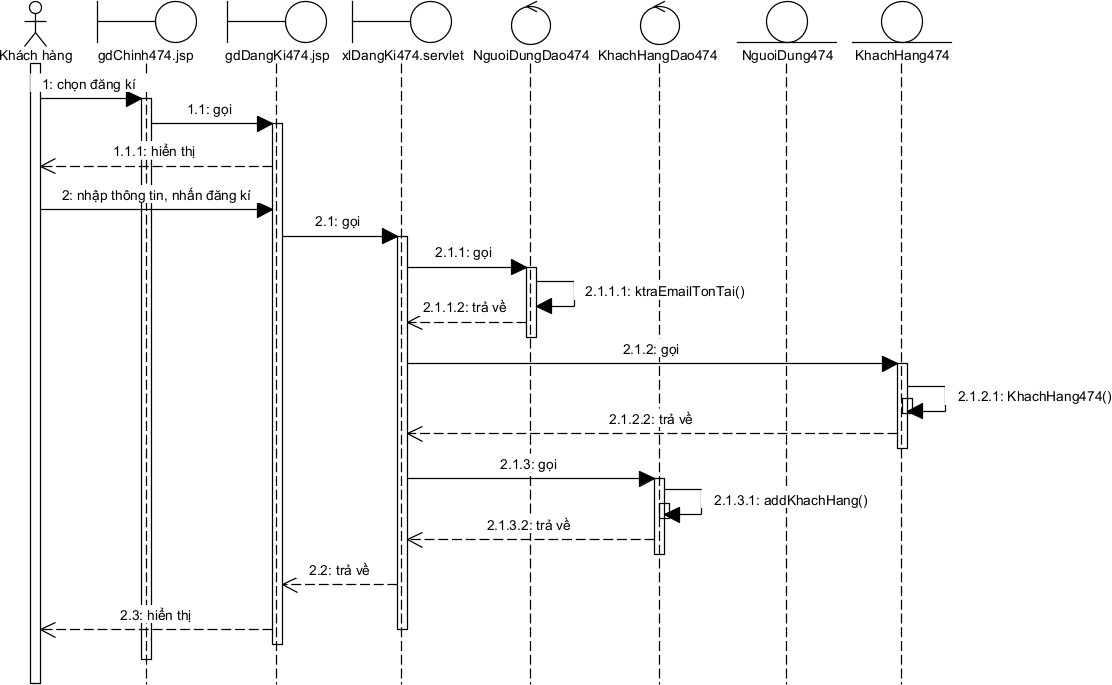 Khách hàng
gdChinh474.jsp
gdDangKi474.jsp
xlDangKi474.servlet
NguoiDungDao474
KhachHangDao474
NguoiDung474
KhachHang474
1: chọn đăng kí
1.1: gọi
1.1.1: hiển thị
2: nhập thông tin, nhấn đăng kí
2.1: gọi
2.1.1: gọi
2.1.1.1: ktraEmailTonTai()
2.1.1.2: trả về
2.1.2: gọi
2.1.2.1: KhachHang474()
2.1.2.2: trả về
2.1.3: gọi
2.1.3.1: addKhachHang()
2.1.3.2: trả về
2.2: trả về
2.3: hiển thị